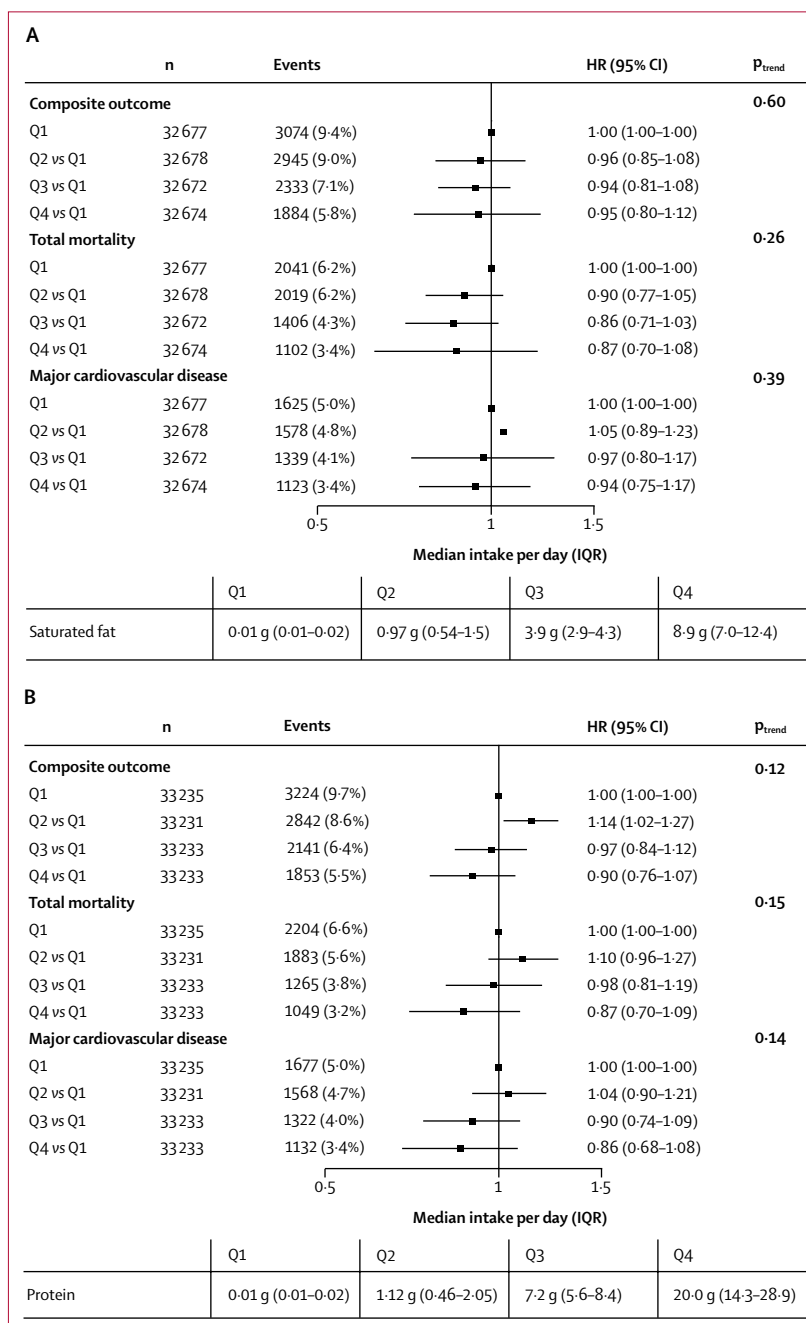 A
n Events HR (95% CI) ptrend
Composite outcome 0·60
Q1 32 677 3074 (9·4%) 1·00 (1·00–1·00)
Q2 vs Q1 32 678 2945 (9·0%) 0·96 (0·85–1·08)
Q3 vs Q1 32 672 2333 (7·1%) 0·94 (0·81–1·08)
Q4 vs Q1 32 674 1884 (5·8%) 0·95 (0·80–1·12)
Total mortality 0·26
Q1 32 677 2041 (6·2%) 1·00 (1·00–1·00)
Q2 vs Q1 32 678 2019 (6·2%) 0·90 (0·77–1·05)
Q3 vs Q1 32 672 1406 (4·3%) 0·86 (0·71–1·03)
Q4 vs Q1 32 674 1102 (3·4%) 0·87 (0·70–1·08)
Major cardiovascular disease 0·39
Q1 32 677 1625 (5·0%) 1·00 (1·00–1·00)
Q2 vs Q1 32 678 1578 (4·8%) 1·05 (0·89–1·23)
Q3 vs Q1 32 672 1339 (4·1%) 0·97 (0·80–1·17)
Q4 vs Q1 32 674 1123 (3·4%) 0·94 (0·75–1·17)
0·5 1 1·5
Median intake per day (IQR)
Q1 Q2 Q3 Q4
Saturated fat 0·01 g (0·01–0·02) 0·97 g (0·54–1·5) 3·9 g (2·9–4·3) 8·9 g (7·0–12·4)
B
n Events HR (95% CI) ptrend
Composite outcome 0·12
Q1 33 235 3224 (9·7%) 1·00 (1·00–1·00)
Q2 vs Q1 33 231 2842 (8·6%) 1·14 (1·02–1·27)
Q3 vs Q1 33 233 2141 (6·4%) 0·97 (0·84–1·12)
Q4 vs Q1 33 233 1853 (5·5%) 0·90 (0·76–1·07)
Total mortality 0·15
Q1 33 235 2204 (6·6%) 1·00 (1·00–1·00)
Q2 vs Q1 33 231 1883 (5·6%) 1·10 (0·96–1·27)
Q3 vs Q1 33 233 1265 (3·8%) 0·98 (0·81–1·19)
Q4 vs Q1 33 233 1049 (3·2%) 0·87 (0·70–1·09)
Major cardiovascular disease 0·14
Q1 33 235 1677 (5·0%) 1·00 (1·00–1·00)
Q2 vs Q1 33 231 1568 (4·7%) 1·04 (0·90–1·21)
Q3 vs Q1 33 233 1322 (4·0%) 0·90 (0·74–1·09)
Q4 vs Q1 33 233 1132 (3·4%) 0·86 (0·68–1·08)
0·5 1 1·5
Median intake per day (IQR)
Q1 Q2 Q3 Q4
Protein 0·01 g (0·01–0·02) 1·12 g (0·46–2·05) 7·2 g (5·6–8·4) 20·0 g (14·3–28·9)